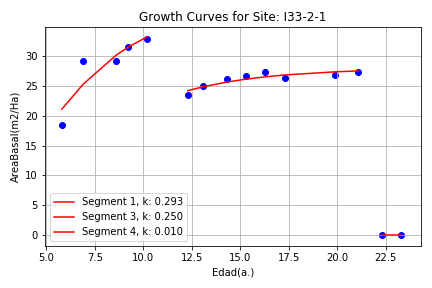 Growth Curves for Site: I33-2-1
AreaBasal(m2/Ha)
30
25
20
15
10
5
0
Segment 1, k: 0.293
Segment 3, k: 0.250
Segment 4, k: 0.010
5.0 7.5 10.0 12.5 15.0 17.5 20.0 22.5
Edad(a.)